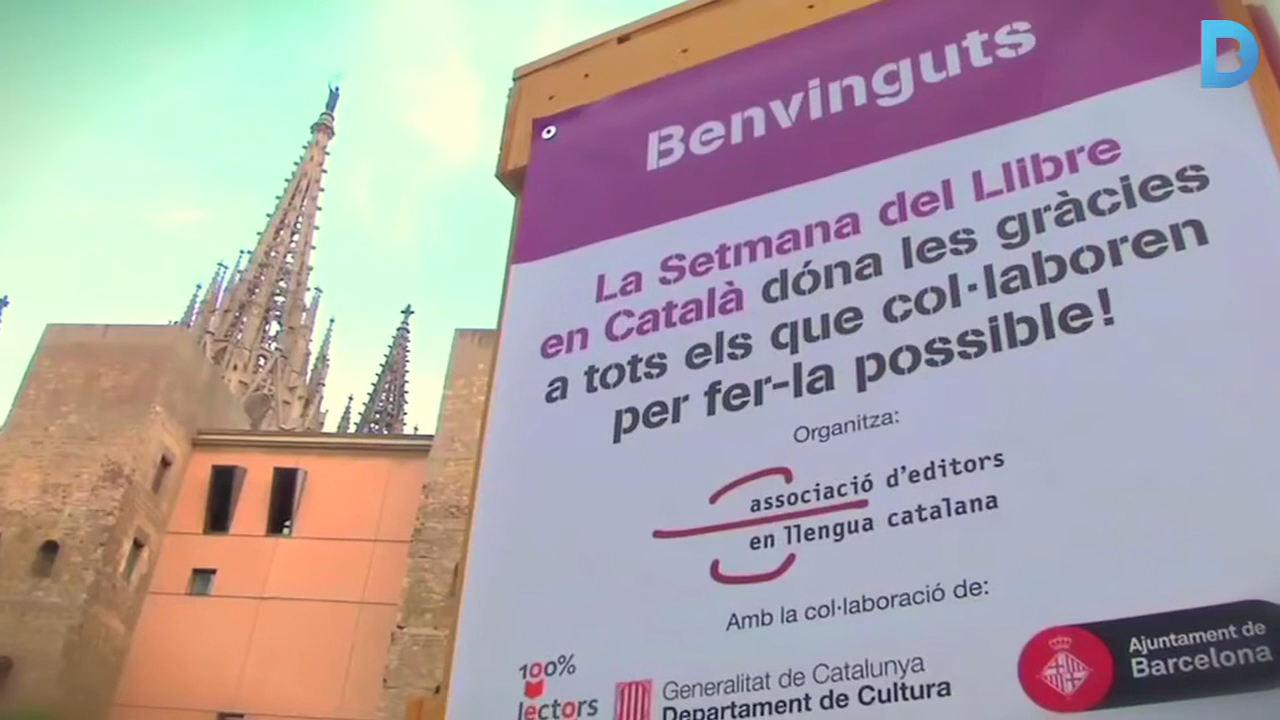 Benvinguts
La Setmana del Llibre
en Català dóna les gràcies
a tots els que col·laboren
per fer-la possible!
Organitza:
associació d'editors
en llengua catalana
Amb la col·laboració de:
100%
lectors
Generalitat de Catalunya
Departament de Cultura
Ajuntament de
Barcelona